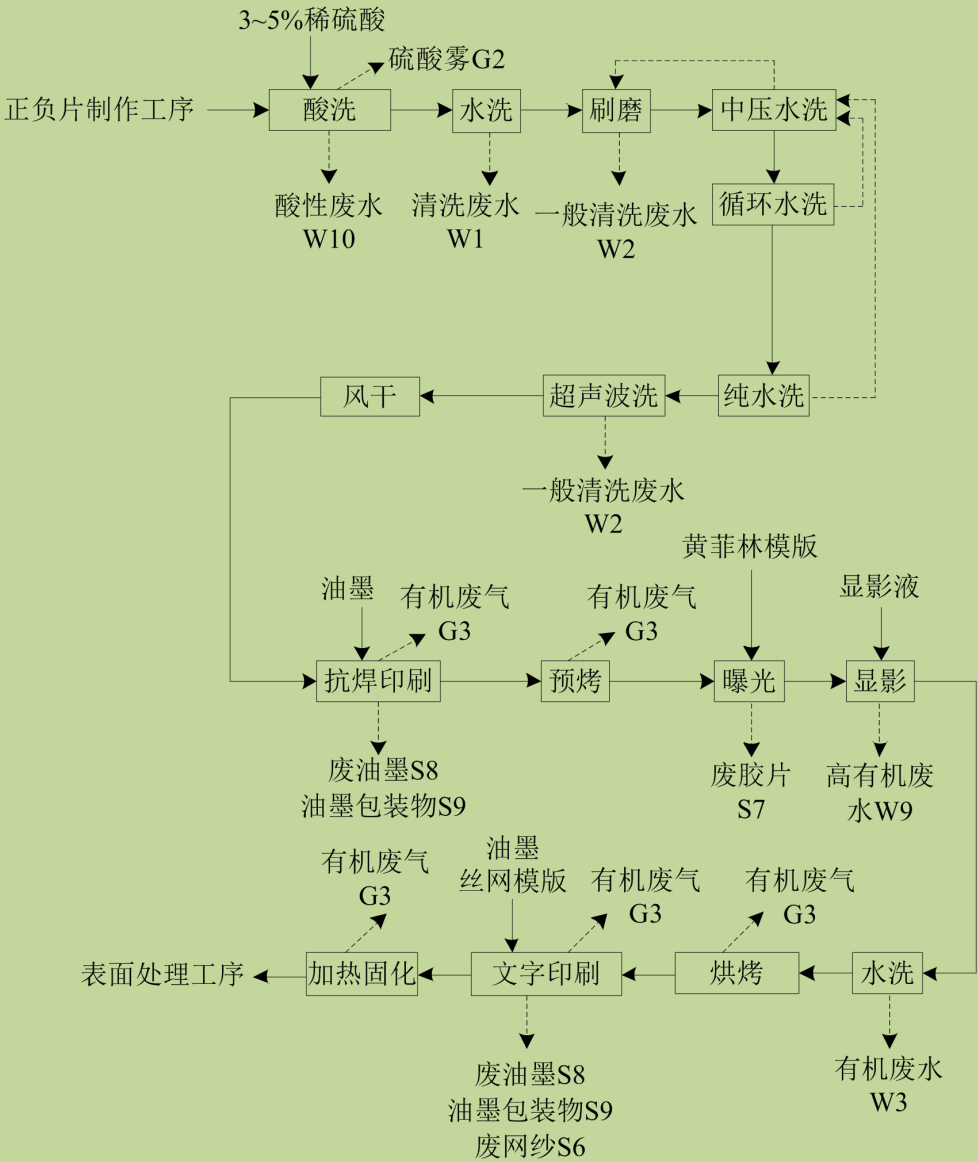 3~5%稀硫酸
硫酸雾G2
正负片制作工序
酸洗
水洗
刷磨
中压水洗
酸性废水
W10
清洗废水
W1
一般清洗废水
W2
循环水洗
风干
超声波洗
纯水洗
一般清洗废水
W2
黄菲林模版
油墨
有机废气
G3
有机废气
G3
显影液
抗焊印刷
预烤
曝光
显影
废油墨S8
油墨包装物S9
废胶片
S7
高有机废
水W9
有机废气
G3
油墨
丝网模版
有机废气
G3
有机废气
G3
表面处理工序
加热固化
文字印刷
烘烤
水洗
废油墨S8
油墨包装物S9
废网纱S6
有机废水
W3